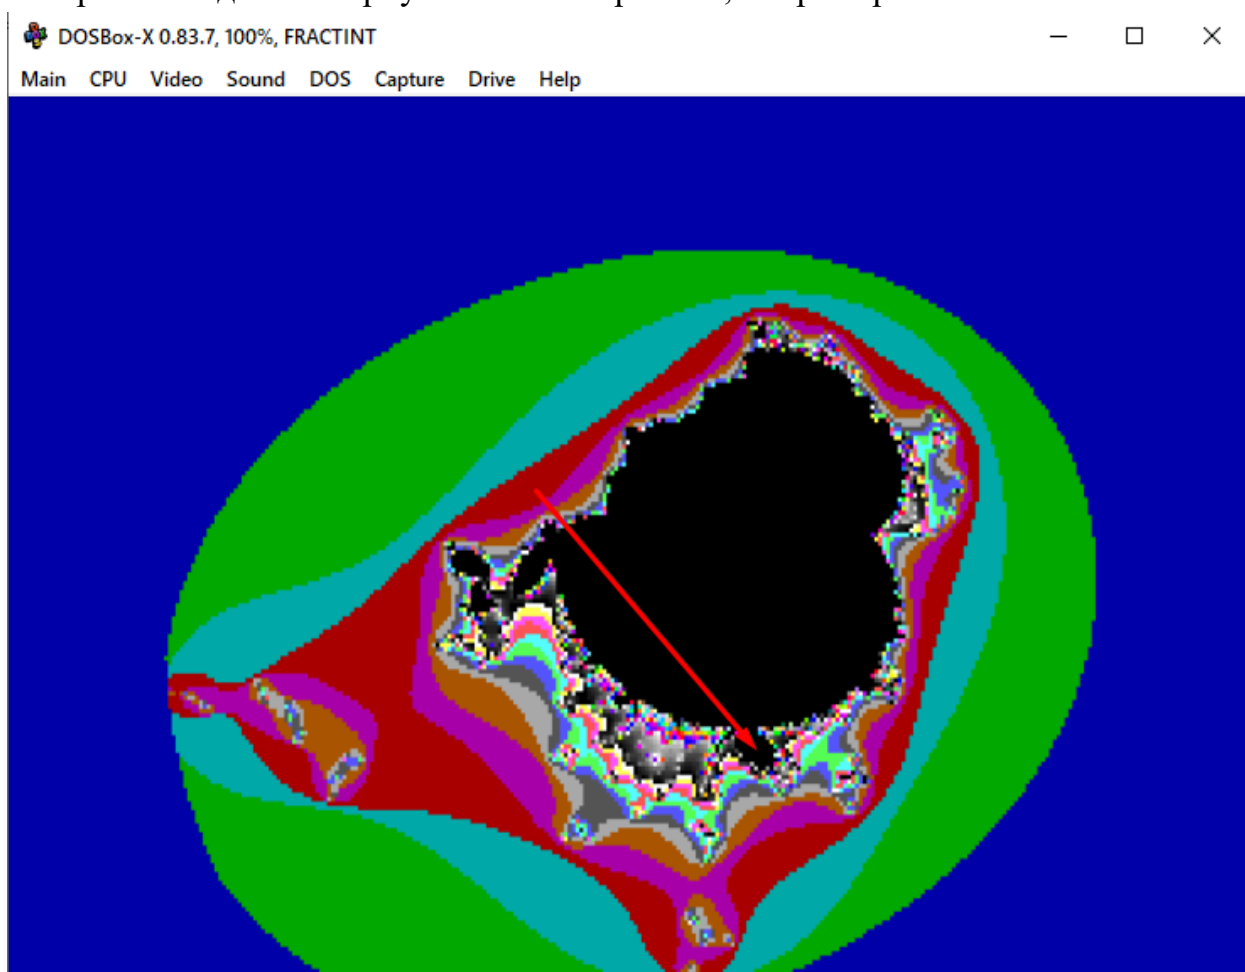 DOSBox-X 0.83.7, 100%, FRACTINT
Main CPU Video Sound DOS Capture Drive Help